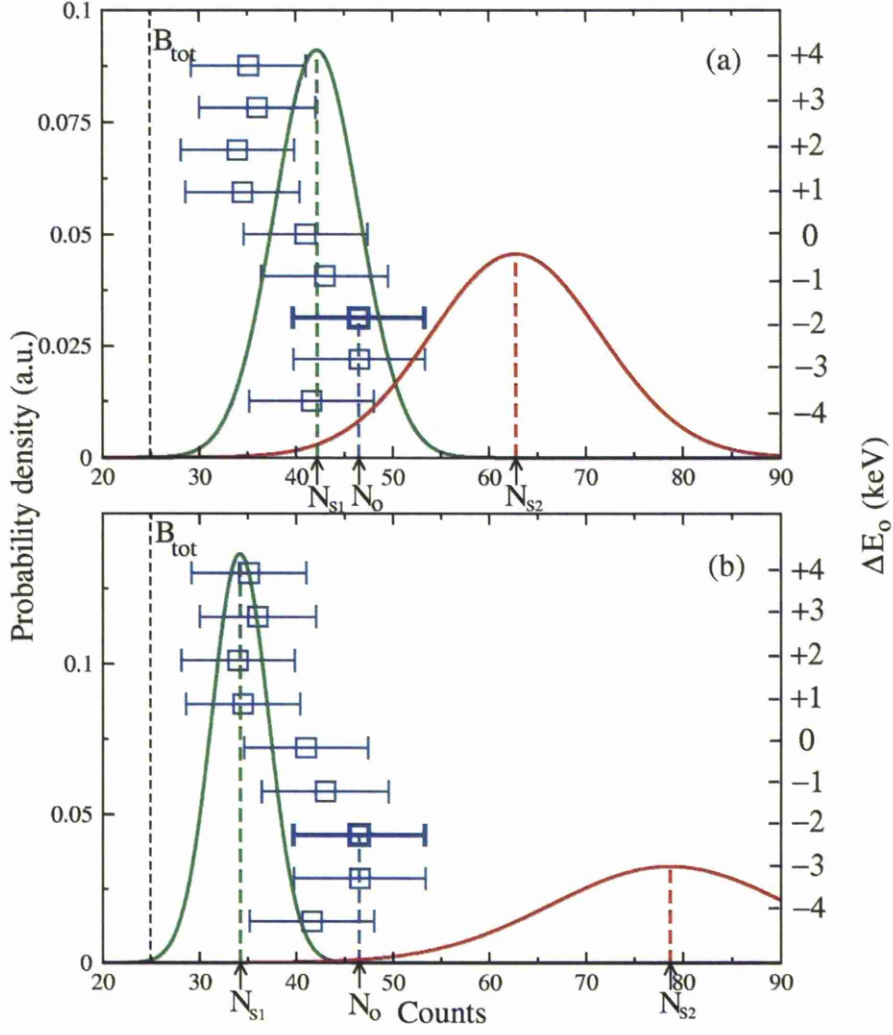 0.1
B_tot
(a)
+4
+3
0.075
+2
+1
0.05
0
−1
−2
0.025
−3
−4
0
20 30 40 50 60 70 80 90
N_S1 N_O N_S2
Probability density (a.u.)
ΔE_o (keV)
B_tot
(b)
+4
+3
0.1
+2
+1
0
−1
0.05
−2
−3
−4
0
20 30 40 50 60 70 80 90
N_S1 N_O Counts N_S2